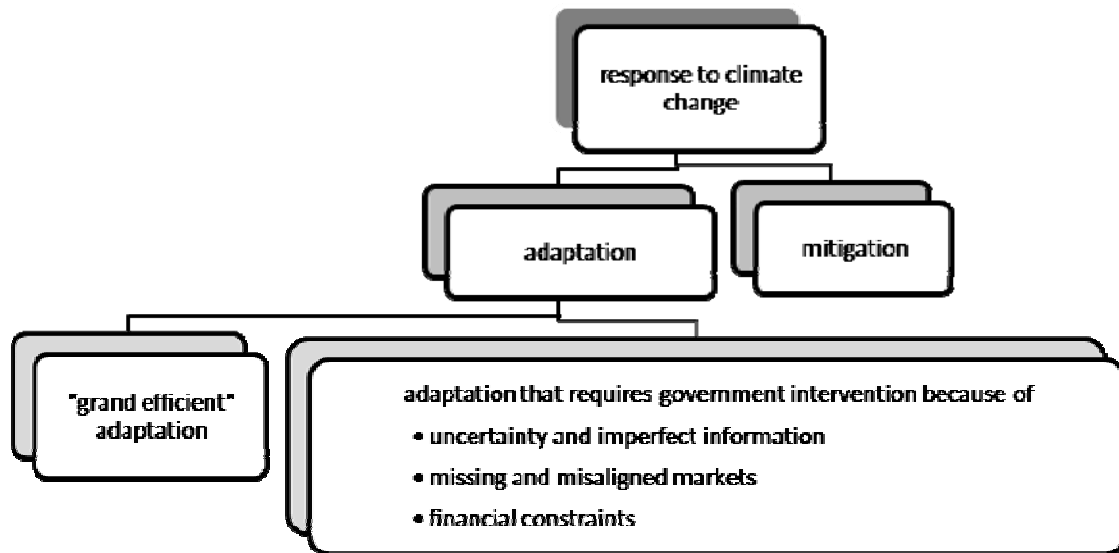 response to climate
change
adaptation
mitigation
"grand efficient"
adaptation
adaptation that requires government intervention because of
• uncertainty and imperfect information
• missing and misaligned markets
• financial constraints